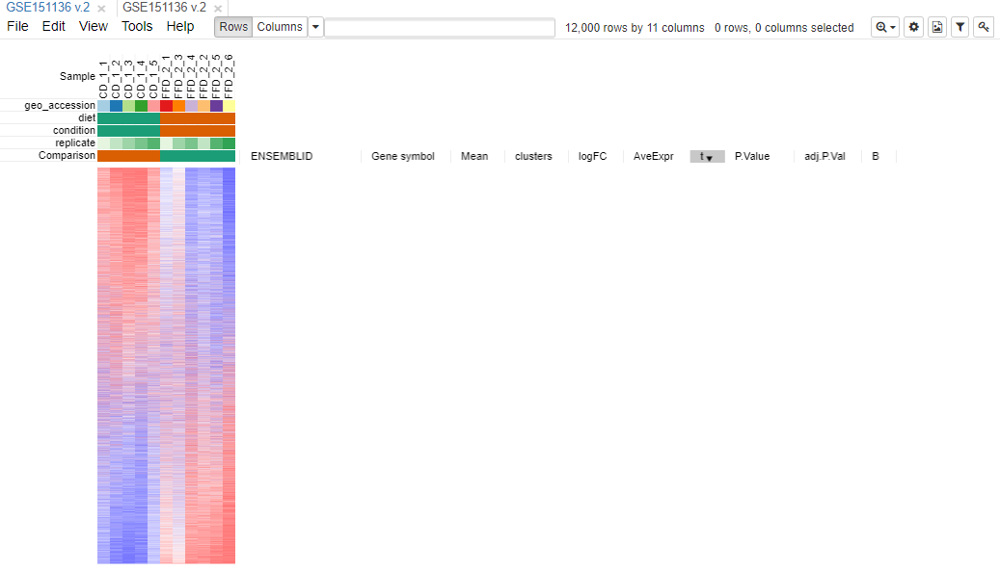 GSE151136 v.2 × GSE151136 v.2 ×
File Edit View Tools Help Rows Columns 12,000 rows by 11 columns 0 rows, 0 columns selected
Sample CD_1_1 CD_1_2 CD_1_3 CD_1_4 CD_1_5 FFD_2_1 FFD_2_3 FFD_2_4 FFD_2_2 FFD_2_5 FFD_2_6
geo_accession
diet
condition
replicate
Comparison ENSEMBLID Gene symbol Mean clusters logFC AveExpr t P.Value adj.P.Val B